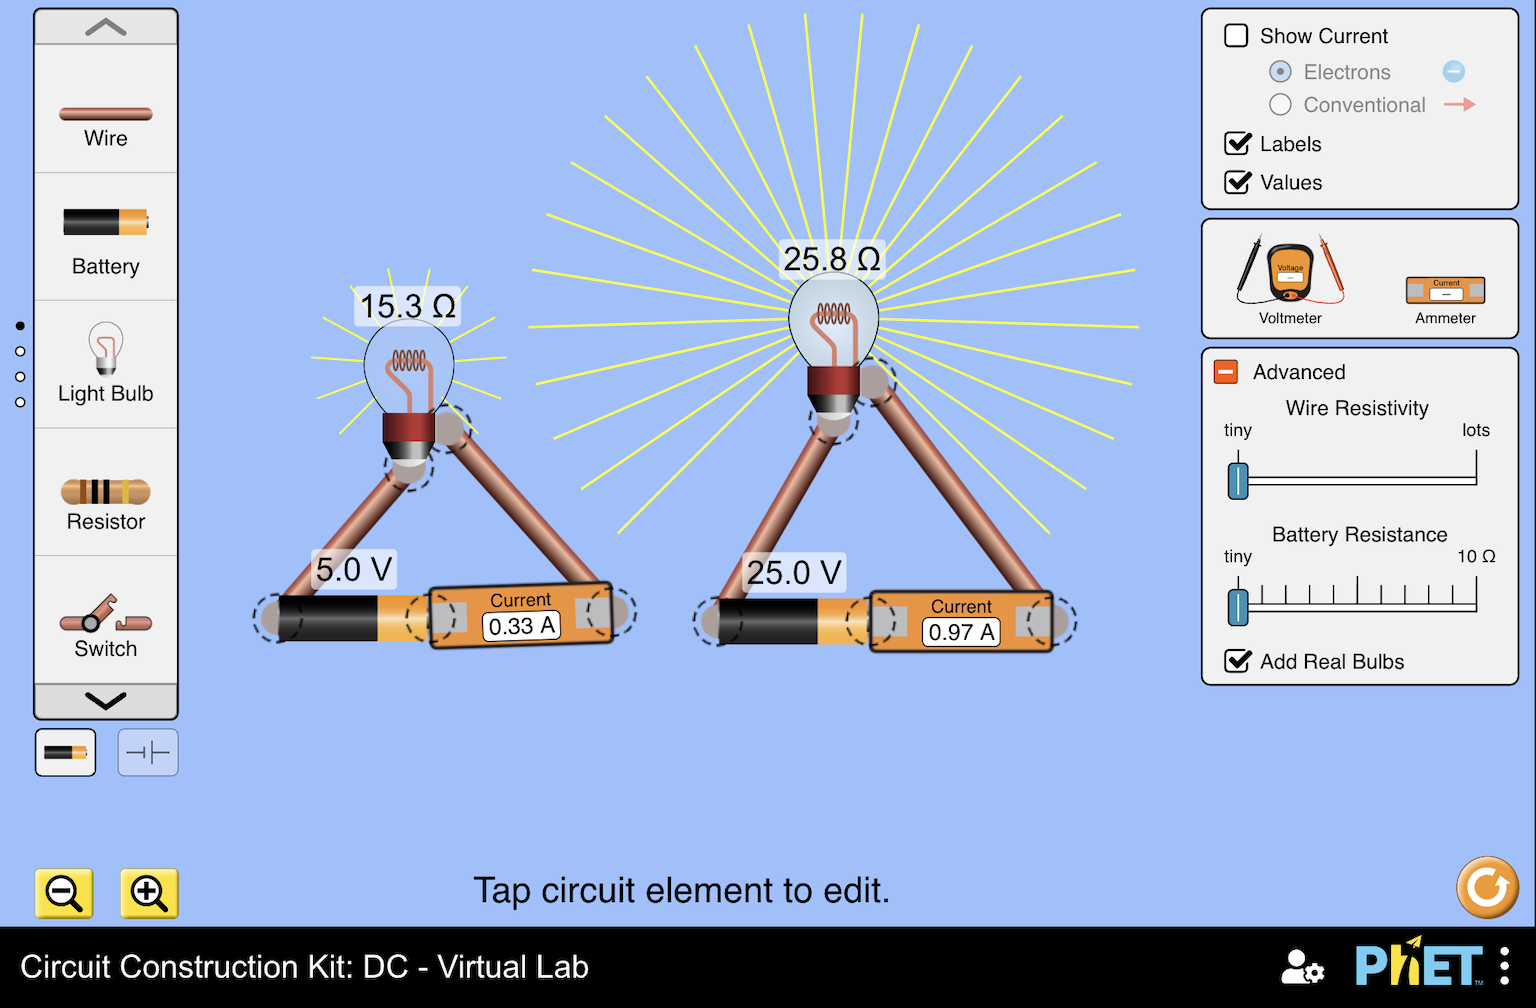 Wire
Battery
Light Bulb
Resistor
Switch
15.3 Ω
5.0 V
Current
0.33 A
25.8 Ω
25.0 V
Current
0.97 A
Tap circuit element to edit.
Show Current
Electrons
Conventional
Labels
Values
Voltage
Voltmeter
Current
Ammeter
Advanced
Wire Resistivity
tiny lots
Battery Resistance
tiny 10 Ω
Add Real Bulbs
Circuit Construction Kit: DC - Virtual Lab
PhET™